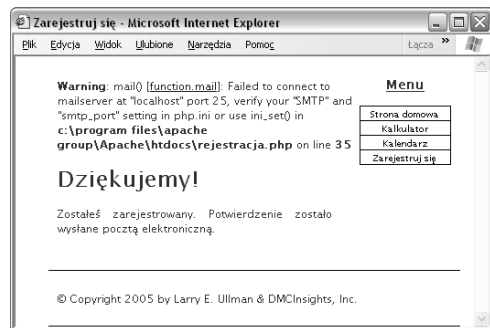 Zarejestruj się - Microsoft Internet Explorer
Plik Edycja Widok Ulubione Narzędzia Pomoc Łącza »
Warning: mail() [function.mail]: Failed to connect to
mailserver at "localhost" port 25, verify your "SMTP" and
"smtp_port" setting in php.ini or use ini_set() in
c:\program files\apache
group\Apache\htdocs\rejestracja.php on line 35
Menu
Strona domowa
Kalkulator
Kalendarz
Zarejestruj się
Dziękujemy!
Zostałeś zarejestrowany. Potwierdzenie zostało
wysłane pocztą elektroniczną.
© Copyright 2005 by Larry E. Ullman & DMCInsights, Inc.